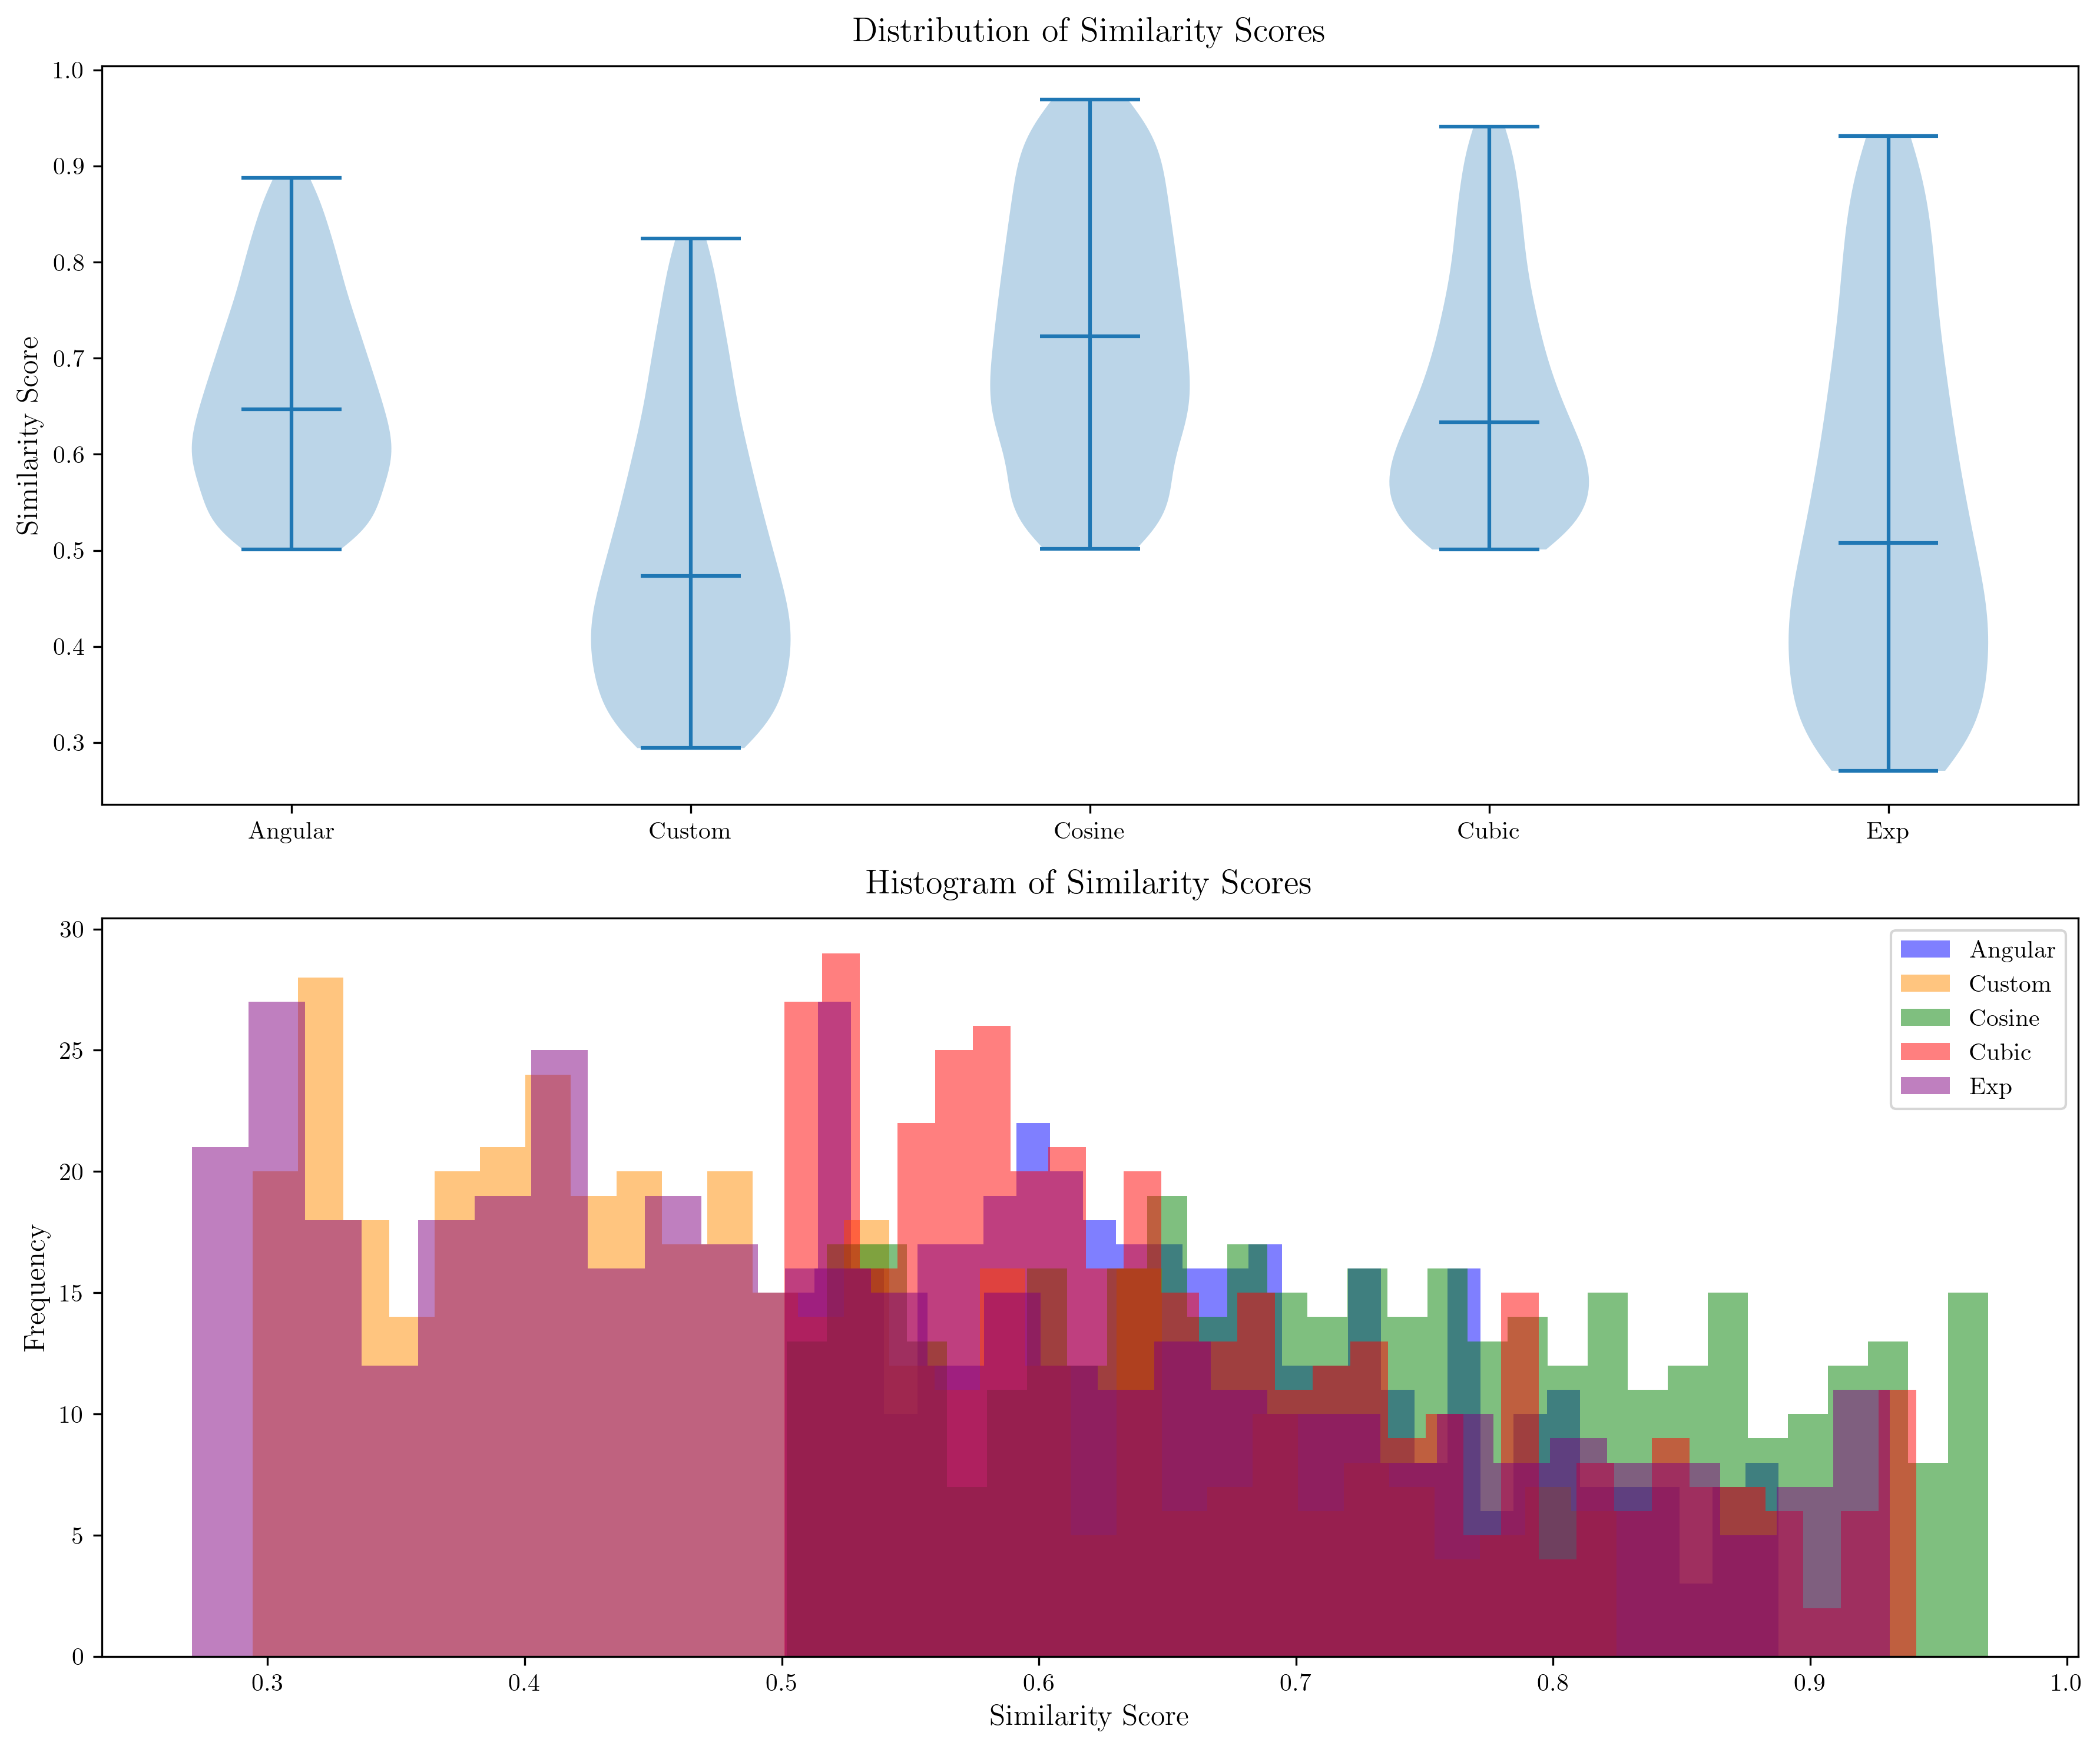 Distribution of Similarity Scores
1.0
0.9
0.8
0.7
0.6
0.5
0.4
0.3
Similarity Score
Angular Custom Cosine Cubic Exp
Histogram of Similarity Scores
30
25
20
15
10
5
0
Frequency
Angular
Custom
Cosine
Cubic
Exp
0.3 0.4 0.5 0.6 0.7 0.8 0.9 1.0
Similarity Score